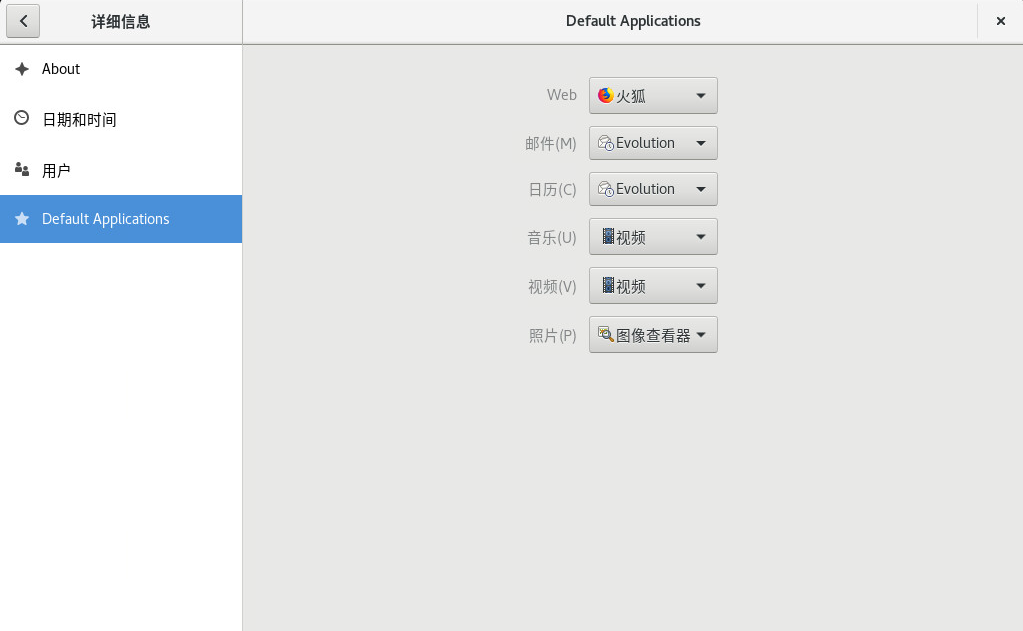 详细信息
Default Applications
About
日期和时间
用户
Default Applications
Web 火狐
邮件(M) Evolution
日历(C) Evolution
音乐(U) 视频
视频(V) 视频
照片(P) 图像查看器